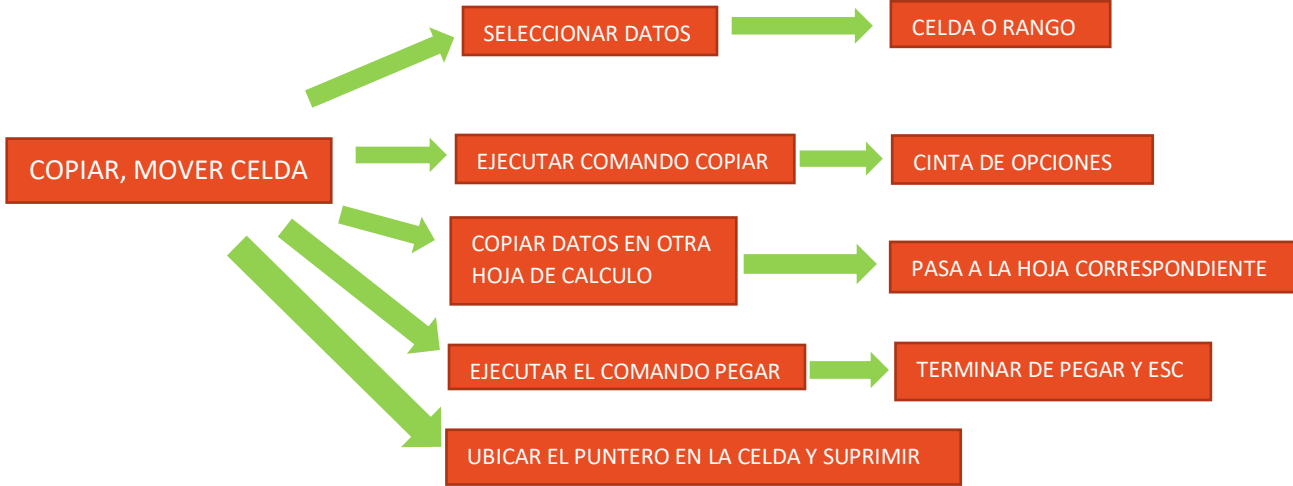 SELECCIONAR DATOS
CELDA O RANGO
COPIAR, MOVER CELDA
EJECUTAR COMANDO COPIAR
CINTA DE OPCIONES
COPIAR DATOS EN OTRA
HOJA DE CALCULO
PASA A LA HOJA CORRESPONDIENTE
EJECUTAR EL COMANDO PEGAR
TERMINAR DE PEGAR Y ESC
UBICAR EL PUNTERO EN LA CELDA Y SUPRIMIR